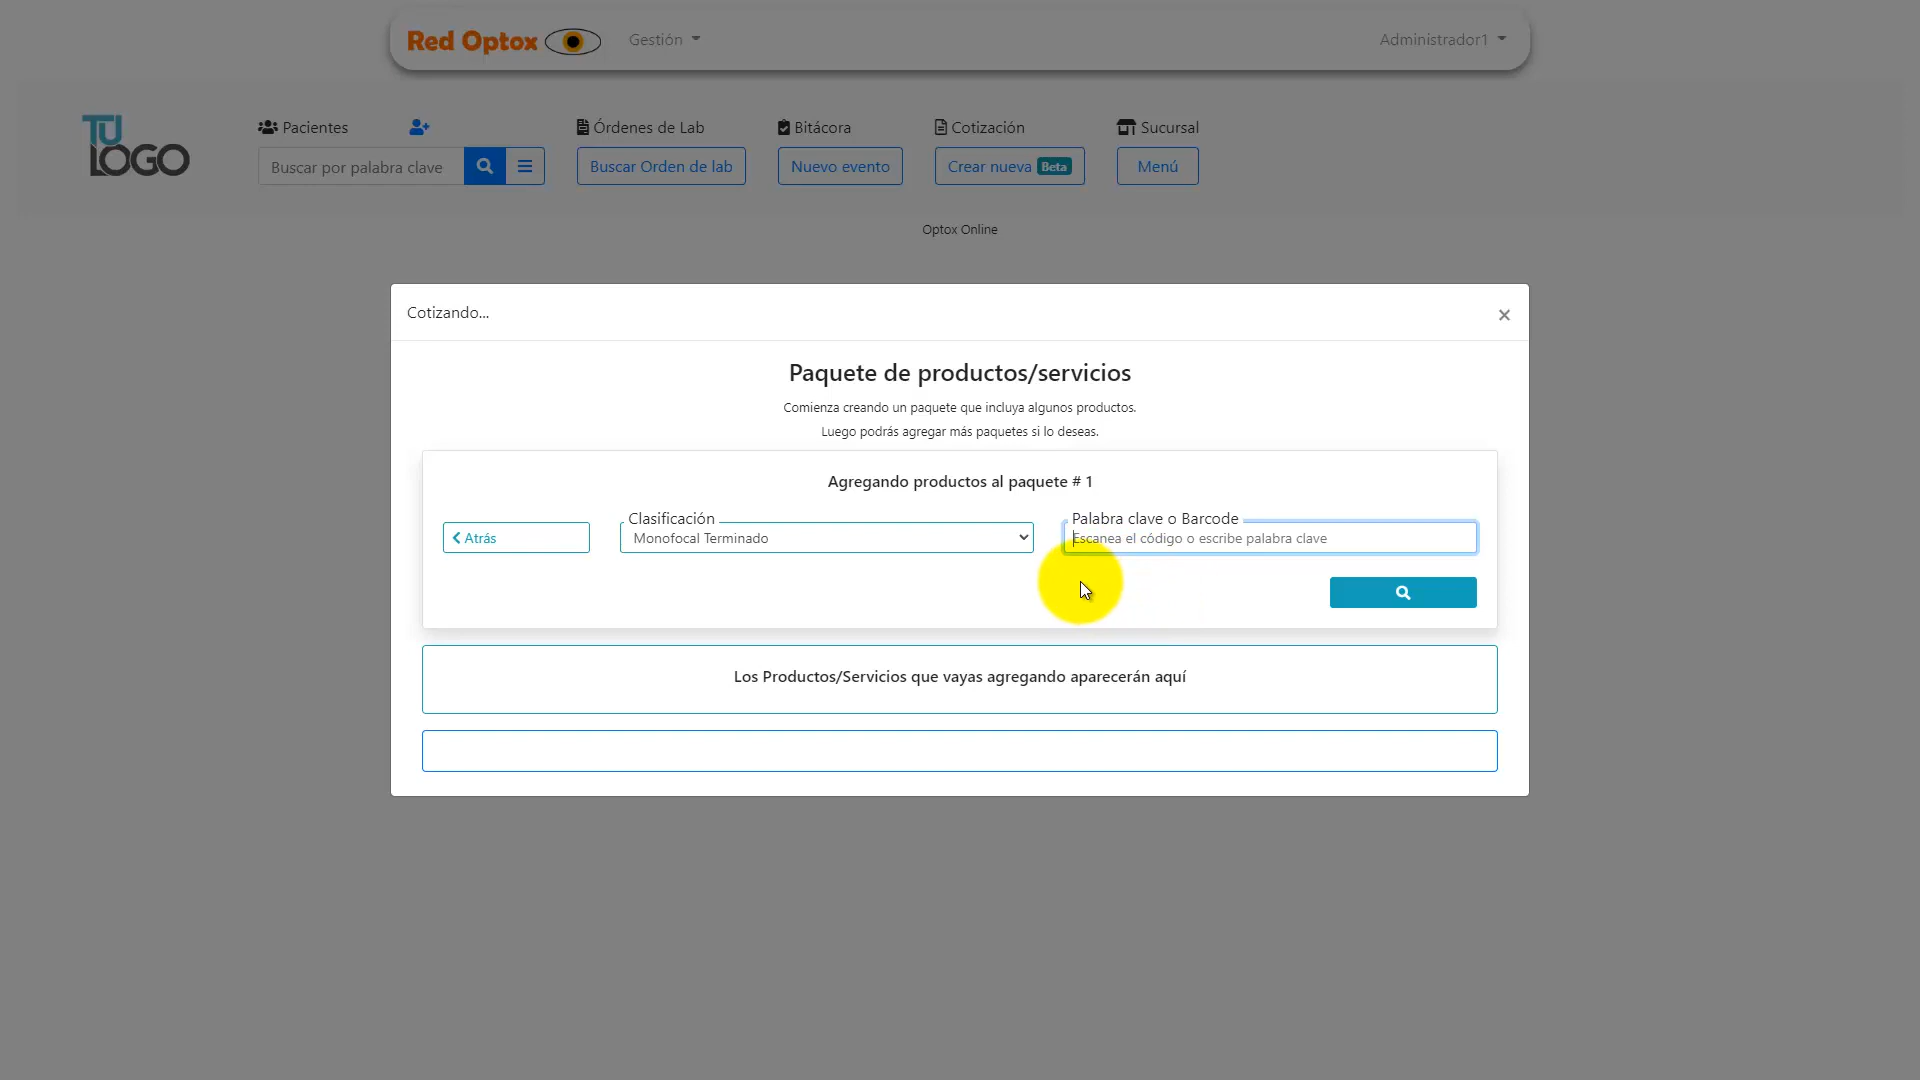 Red Optox
Gestión
Administrador1
TU
LOGO
Pacientes
Órdenes de Lab
Bitácora
Cotización
Sucursal
Buscar por palabra clave
Buscar Orden de lab
Nuevo evento
Crear nueva Beta
Menú
Optox Online
Cotizando...
×
Paquete de productos/servicios
Comienza creando un paquete que incluya algunos productos.
Luego podrás agregar más paquetes si lo deseas.
Agregando productos al paquete # 1
Clasificación
Palabra clave o Barcode
Atrás
Monofocal Terminado
Escanea el código o escribe palabra clave
Los Productos/Servicios que vayas agregando aparecerán aquí